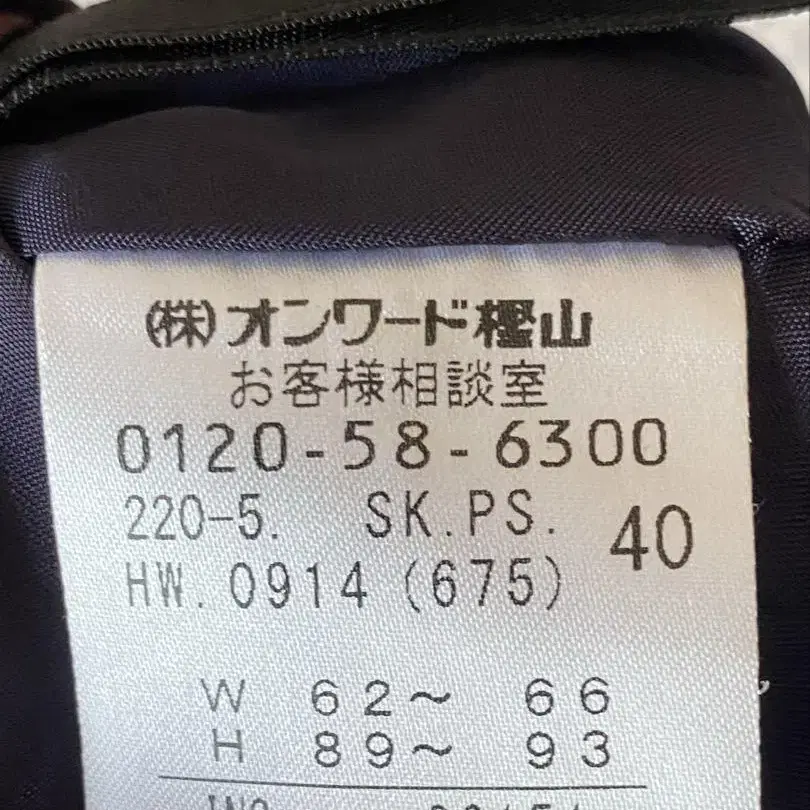 (株)オンワード樫山
お客様相談室
0120-58-6300
220-5. SK.PS. 40
HW.0914(675)
W 62～ 66
H 89～ 93